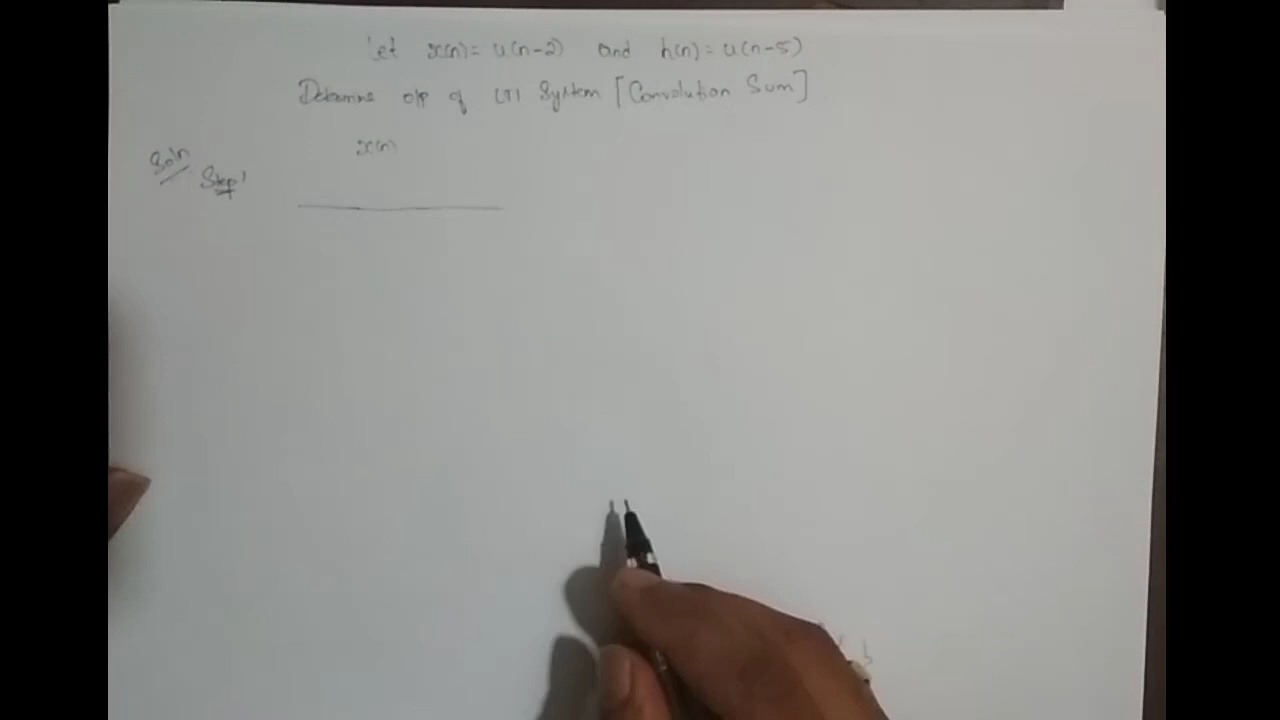 Let x(n) = u(n-2) and h(n) = u(n-5)
Determine o/p of LTI System [Convolution Sum]
x(n)
Soln
Step 1